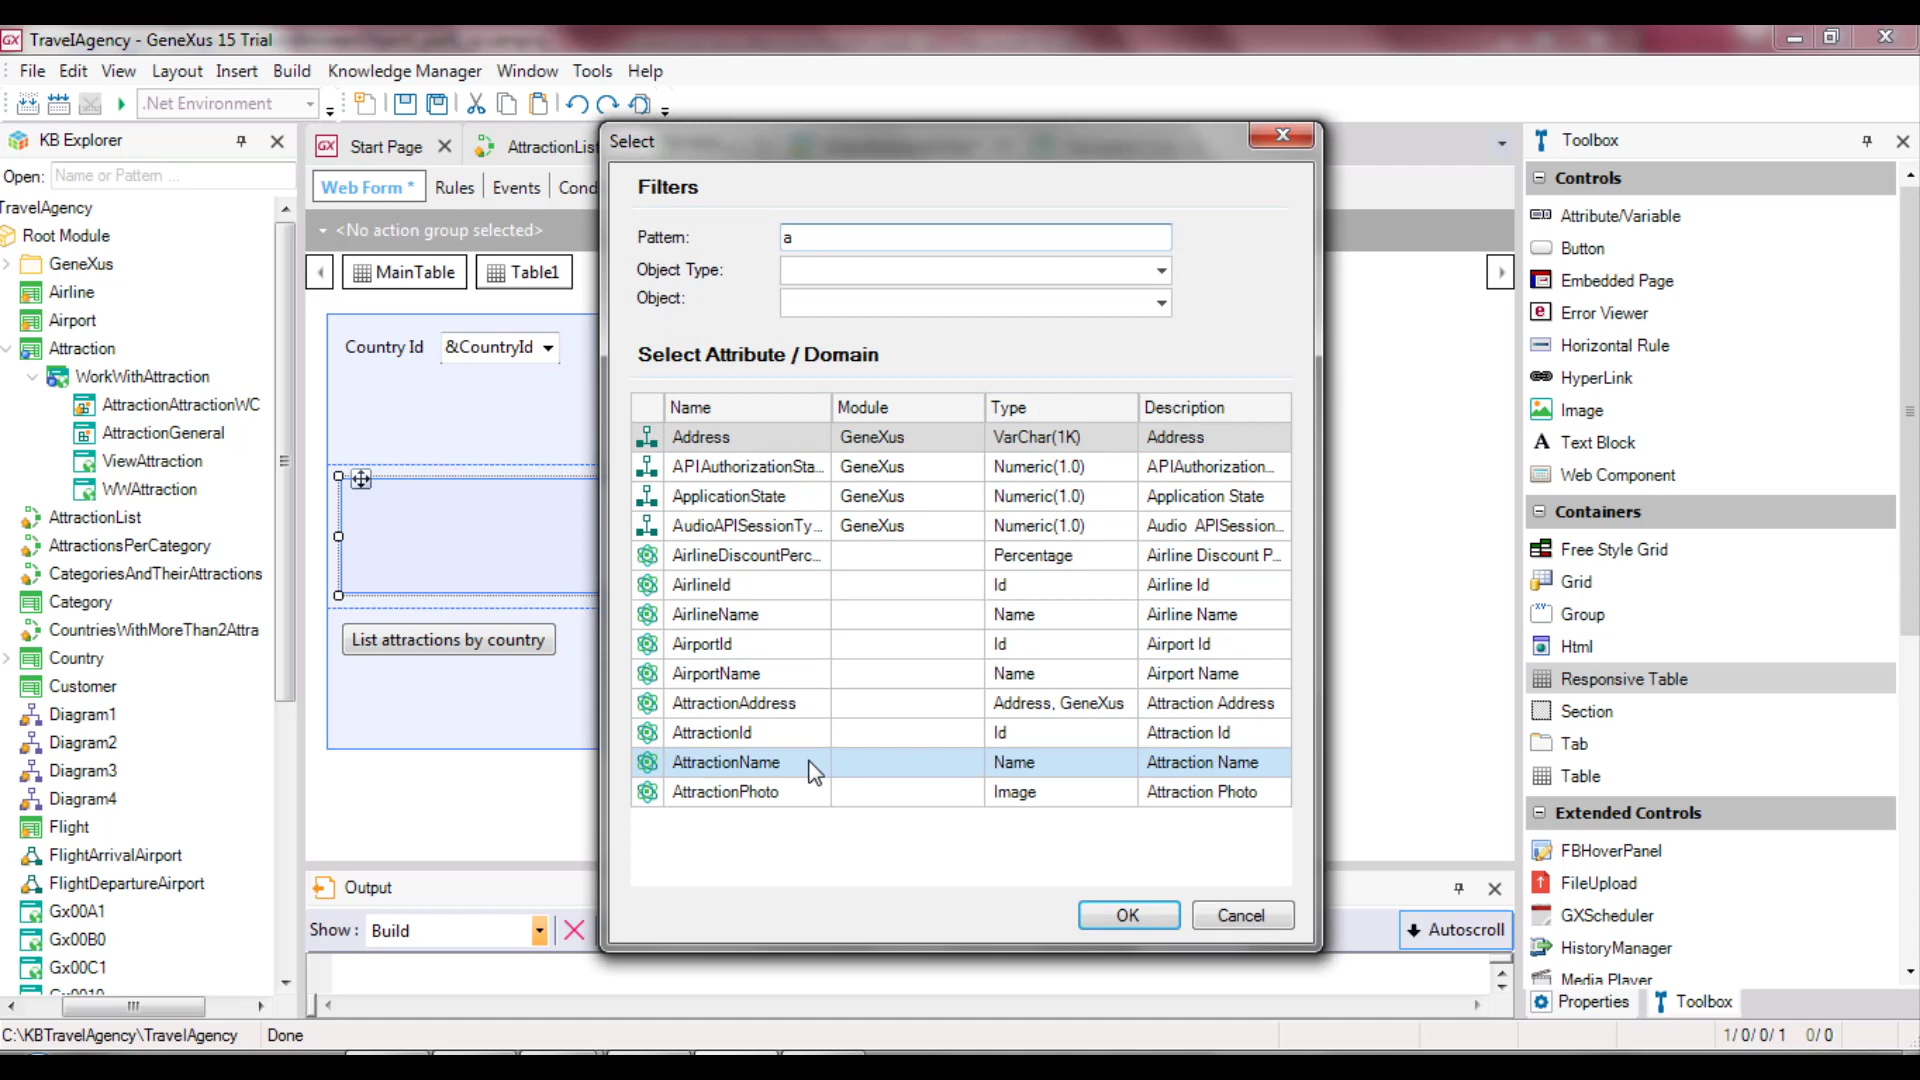 TravelAgency - GeneXus 15 Trial
File Edit View Layout Insert Build Knowledge Manager Window Tools Help
.Net Environment
KB Explorer
Open: Name or Pattern ...
TravelAgency
Root Module
GeneXus
Airline
Airport
Attraction
WorkWithAttraction
AttractionAttractionWC
AttractionGeneral
ViewAttraction
WWAttraction
AttractionList
AttractionsPerCategory
CategoriesAndTheirAttractions
Category
CountriesWithMoreThan2Attra
Country
Customer
Diagram1
Diagram2
Diagram3
Diagram4
Flight
FlightArrivalAirport
FlightDepartureAirport
Gx00A1
Gx00B0
Gx00C1
Start Page AttractionList
Web Form * Rules Events Cond
<No action group selected>
MainTable Table1
Country Id &CountryId
List attractions by country
Output
Show: Build
Autoscroll
Select
Filters
Pattern: a
Object Type:
Object:
Select Attribute / Domain
Name Module Type Description
Address GeneXus VarChar(1K) Address
APIAuthorizationSta... GeneXus Numeric(1.0) APIAuthorization...
ApplicationState GeneXus Numeric(1.0) Application State
AudioAPISessionTy... GeneXus Numeric(1.0) Audio APISession...
AirlineDiscountPerc... Percentage Airline Discount P...
AirlineId Id Airline Id
AirlineName Name Airline Name
AirportId Id Airport Id
AirportName Name Airport Name
AttractionAddress Address, GeneXus Attraction Address
AttractionId Id Attraction Id
AttractionName Name Attraction Name
AttractionPhoto Image Attraction Photo
OK Cancel
Toolbox
Controls
Attribute/Variable
Button
Embedded Page
Error Viewer
Horizontal Rule
HyperLink
Image
Text Block
Web Component
Containers
Free Style Grid
Grid
Group
Html
Responsive Table
Section
Tab
Table
Extended Controls
FBHoverPanel
FileUpload
GXScheduler
HistoryManager
Media Player
Properties Toolbox
C:\KBTravelAgency\TravelAgency Done 1/0/0/1 0/0